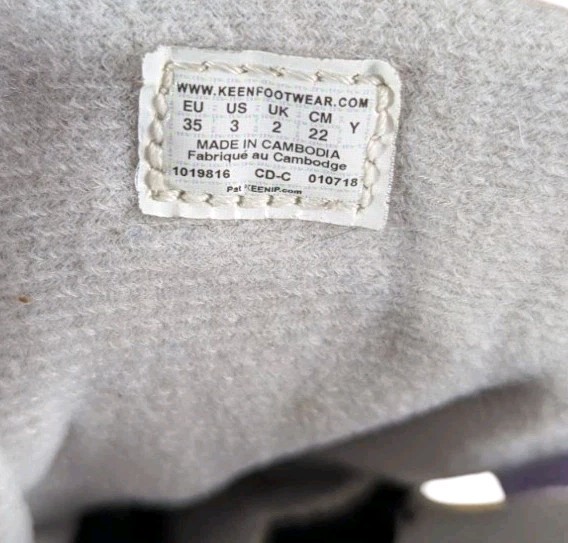 WWW.KEENFOOTWEAR.COM
EU US UK CM Y
35 3 2 22
MADE IN CAMBODIA
Fabriqué au Cambodge
1019816 CD-C 010718
Pat KEENIP.com